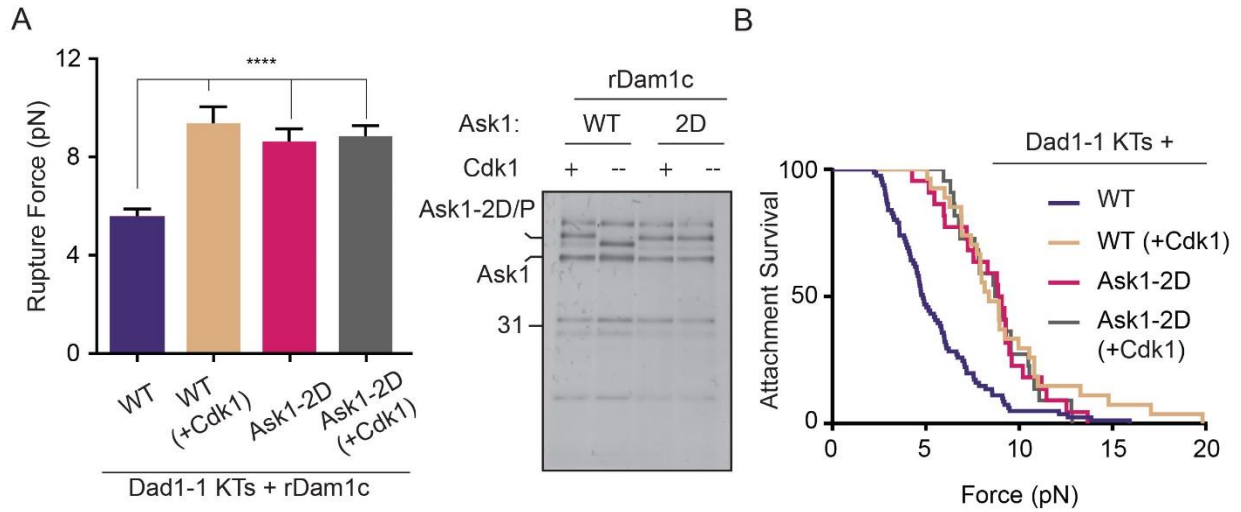 A
Rupture Force (pN)
12
8
4
0
****
WT
WT
(+Cdk1)
Ask1-2D
Ask1-2D
(+Cdk1)
Dad1-1 KTs + rDam1c
rDam1c
Ask1: WT 2D
Cdk1 + -- + --
Ask1-2D/P
Ask1
31
B
Attachment Survival
100
50
0
0 5 10 15 20
Force (pN)
Dad1-1 KTs +
WT
WT (+Cdk1)
Ask1-2D
Ask1-2D
(+Cdk1)